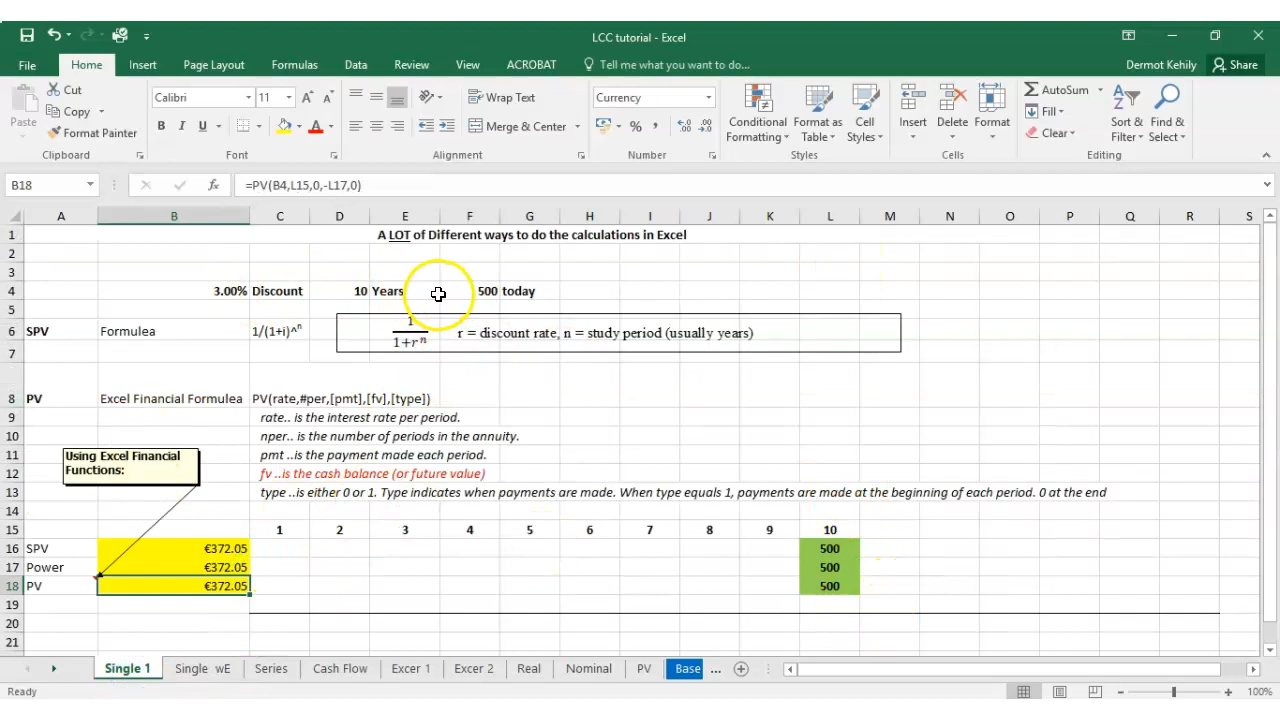 LCC tutorial - Excel
File Home Insert Page Layout Formulas Data Review View ACROBAT Tell me what you want to do... Dermot Kehily Share
Paste
Cut
Copy
Format Painter
Clipboard
Calibri 11
B I U
Font
Wrap Text
Merge & Center
Alignment
Currency
%
Number
Conditional Formatting
Format as Table
Cell Styles
Styles
Insert
Delete
Format
Cells
AutoSum
Fill
Clear
Sort & Filter
Find & Select
Editing
B18 fx =PV(B4,L15,0,-L17,0)
A B C D E F G H I J K L M N O P Q R S
1 A LOT of Different ways to do the calculations in Excel
2
3
4 3.00% Discount 10 Years 500 today
5
6 SPV Formulea 1/(1+i)^n 1/1+r^n r = discount rate, n = study period (usually years)
7
8 PV Excel Financial Formulea PV(rate,#per,[pmt],[fv],[type])
9 rate.. is the interest rate per period.
10 nper.. is the number of periods in the annuity.
11 pmt ..is the payment made each period.
12 fv ..is the cash balance (or future value)
13 type ..is either 0 or 1. Type indicates when payments are made. When type equals 1, payments are made at the beginning of each period. 0 at the end
Using Excel Financial
Functions:
14
15 1 2 3 4 5 6 7 8 9 10
16 SPV €372.05 500
17 Power €372.05 500
18 PV €372.05 500
19
20
21
Single 1 Single wE Series Cash Flow Excer 1 Excer 2 Real Nominal PV Base ...
Ready 100%